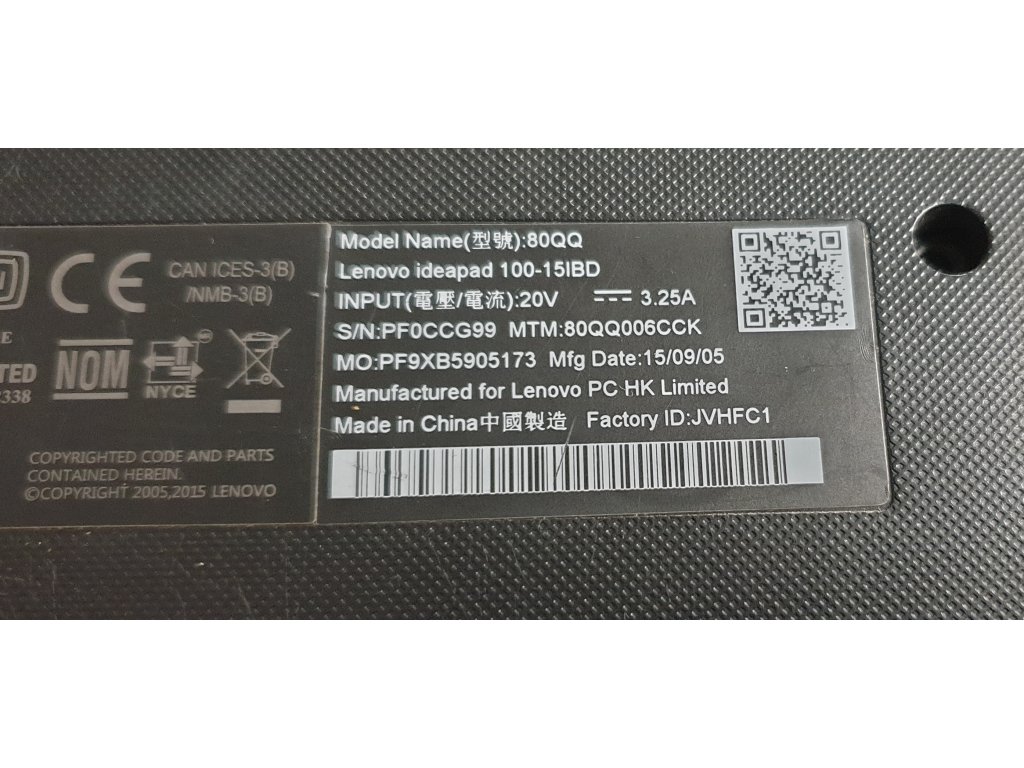 CAN ICES-3(B)
/NMB-3(B)
E
TED
338
NOM
NYCE
COPYRIGHTED CODE AND PARTS
CONTAINED HEREIN.
©COPYRIGHT 2005,2015 LENOVO
Model Name(型號):80QQ
Lenovo ideapad 100-15IBD
INPUT(電壓/電流):20V ⎓ 3.25A
S/N:PF0CCG99 MTM:80QQ006CCK
MO:PF9XB5905173 Mfg Date:15/09/05
Manufactured for Lenovo PC HK Limited
Made in China中國製造 Factory ID:JVHFC1